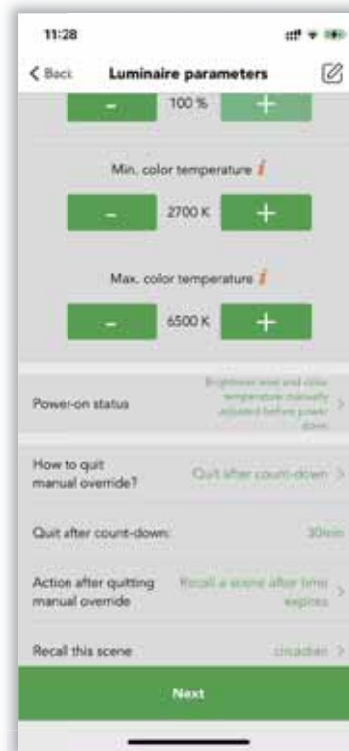 11:28
< Back Luminaire parameters
- 100 % +
Min. color temperature i
- 2700 K +
Max. color temperature i
- 6500 K +
Brightness level and color
temperature manually
Power-on status >
adjusted before power
down
How to quit
manual override? Quit after count-down >
Quit after count-down: 30min
Action after quitting Recall a scene after time
manual override expires >
Recall this scene circadian >
Next